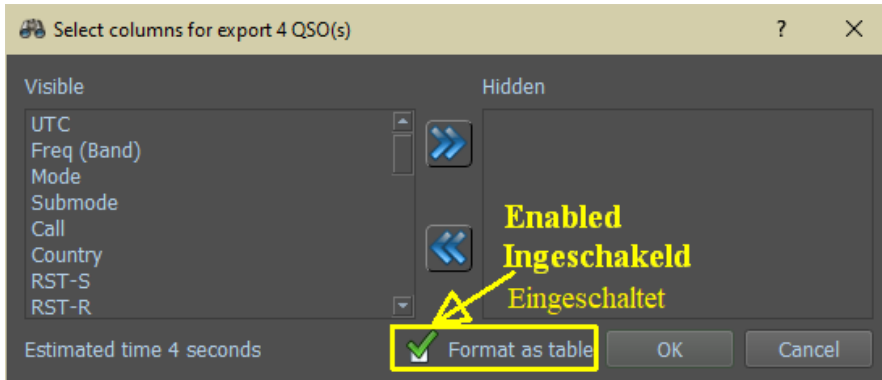 Select columns for export 4 QSO(s)
Visible
Hidden
UTC
Freq (Band)
Mode
Submode
Call
Country
RST-S
RST-R
Enabled
Ingeschakeld
Eingeschaltet
Estimated time 4 seconds
Format as table
OK
Cancel